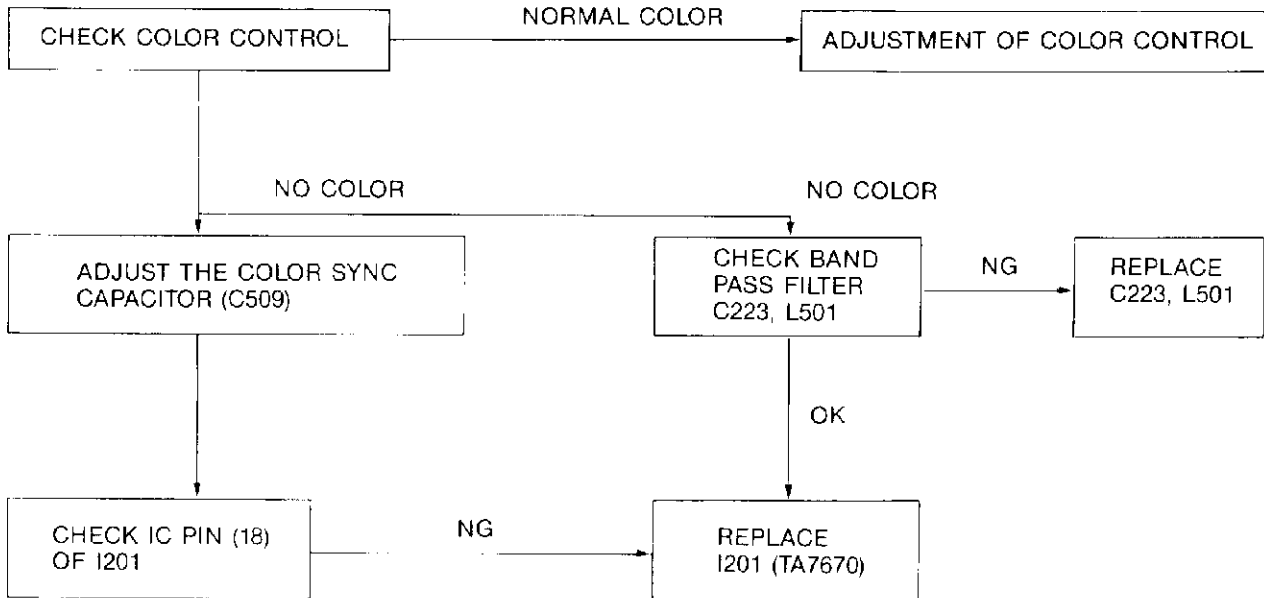 NORMAL COLOR
CHECK COLOR CONTROL
ADJUSTMENT OF COLOR CONTROL
NO COLOR
NO COLOR
ADJUST THE COLOR SYNC
CAPACITOR (C509)
CHECK BAND
PASS FILTER
C223, L501
NG
REPLACE
C223, L501
OK
CHECK IC PIN (18)
OF I201
NG
REPLACE
I201 (TA7670)